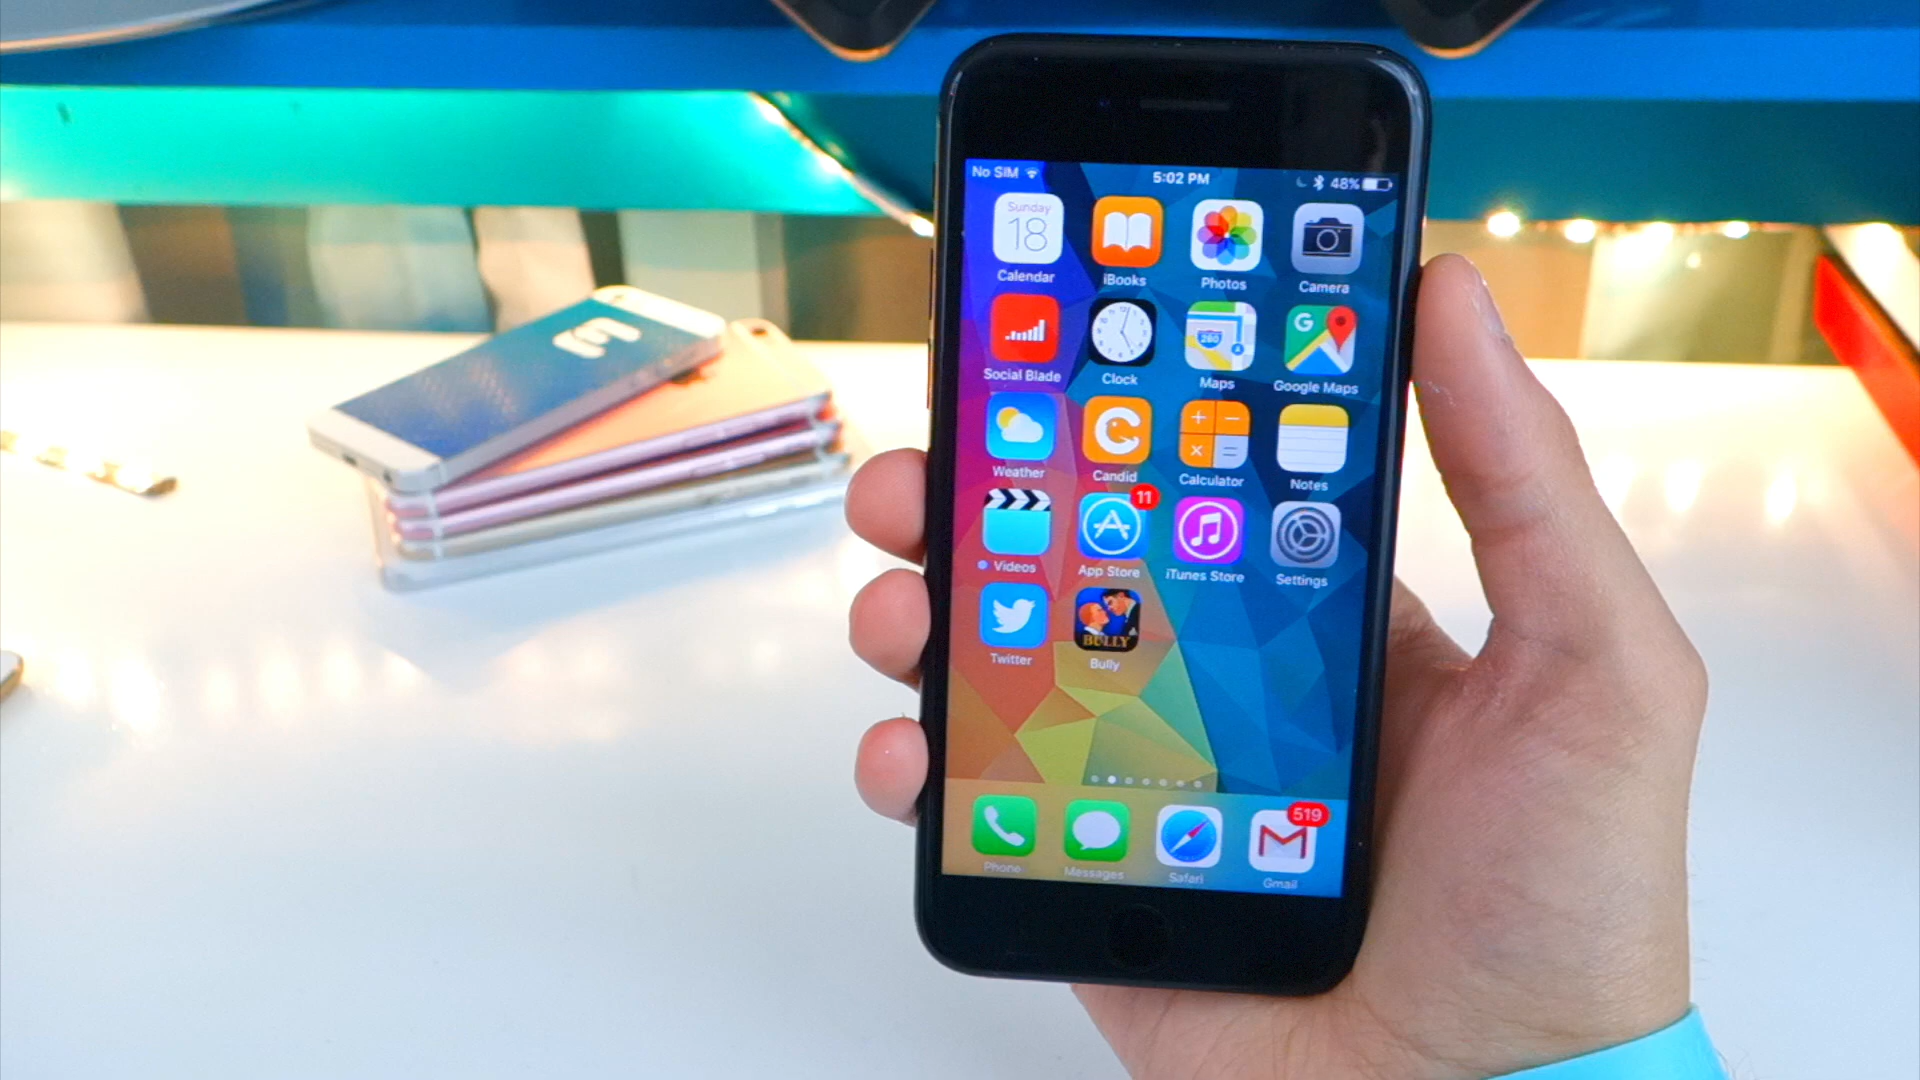 No SIM 5:02 PM 48%
Sunday
18
Calendar iBooks Photos Camera
G
280
Social Blade Clock Maps Google Maps
Weather Candid Calculator Notes
11
Videos App Store iTunes Store Settings
BULLY
Twitter Bully
519
Phone Messages Safari Gmail